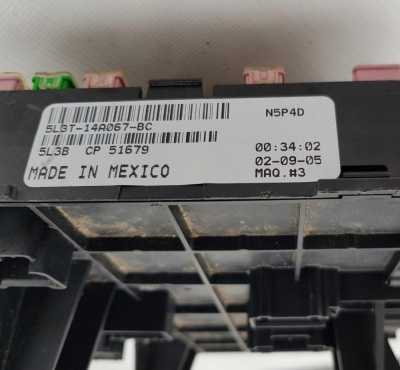 N5P4D
5L3T-14A067-BC
5L3B CP 51679
00:34:02
02-09-05
MADE IN MEXICO
MAQ.#3